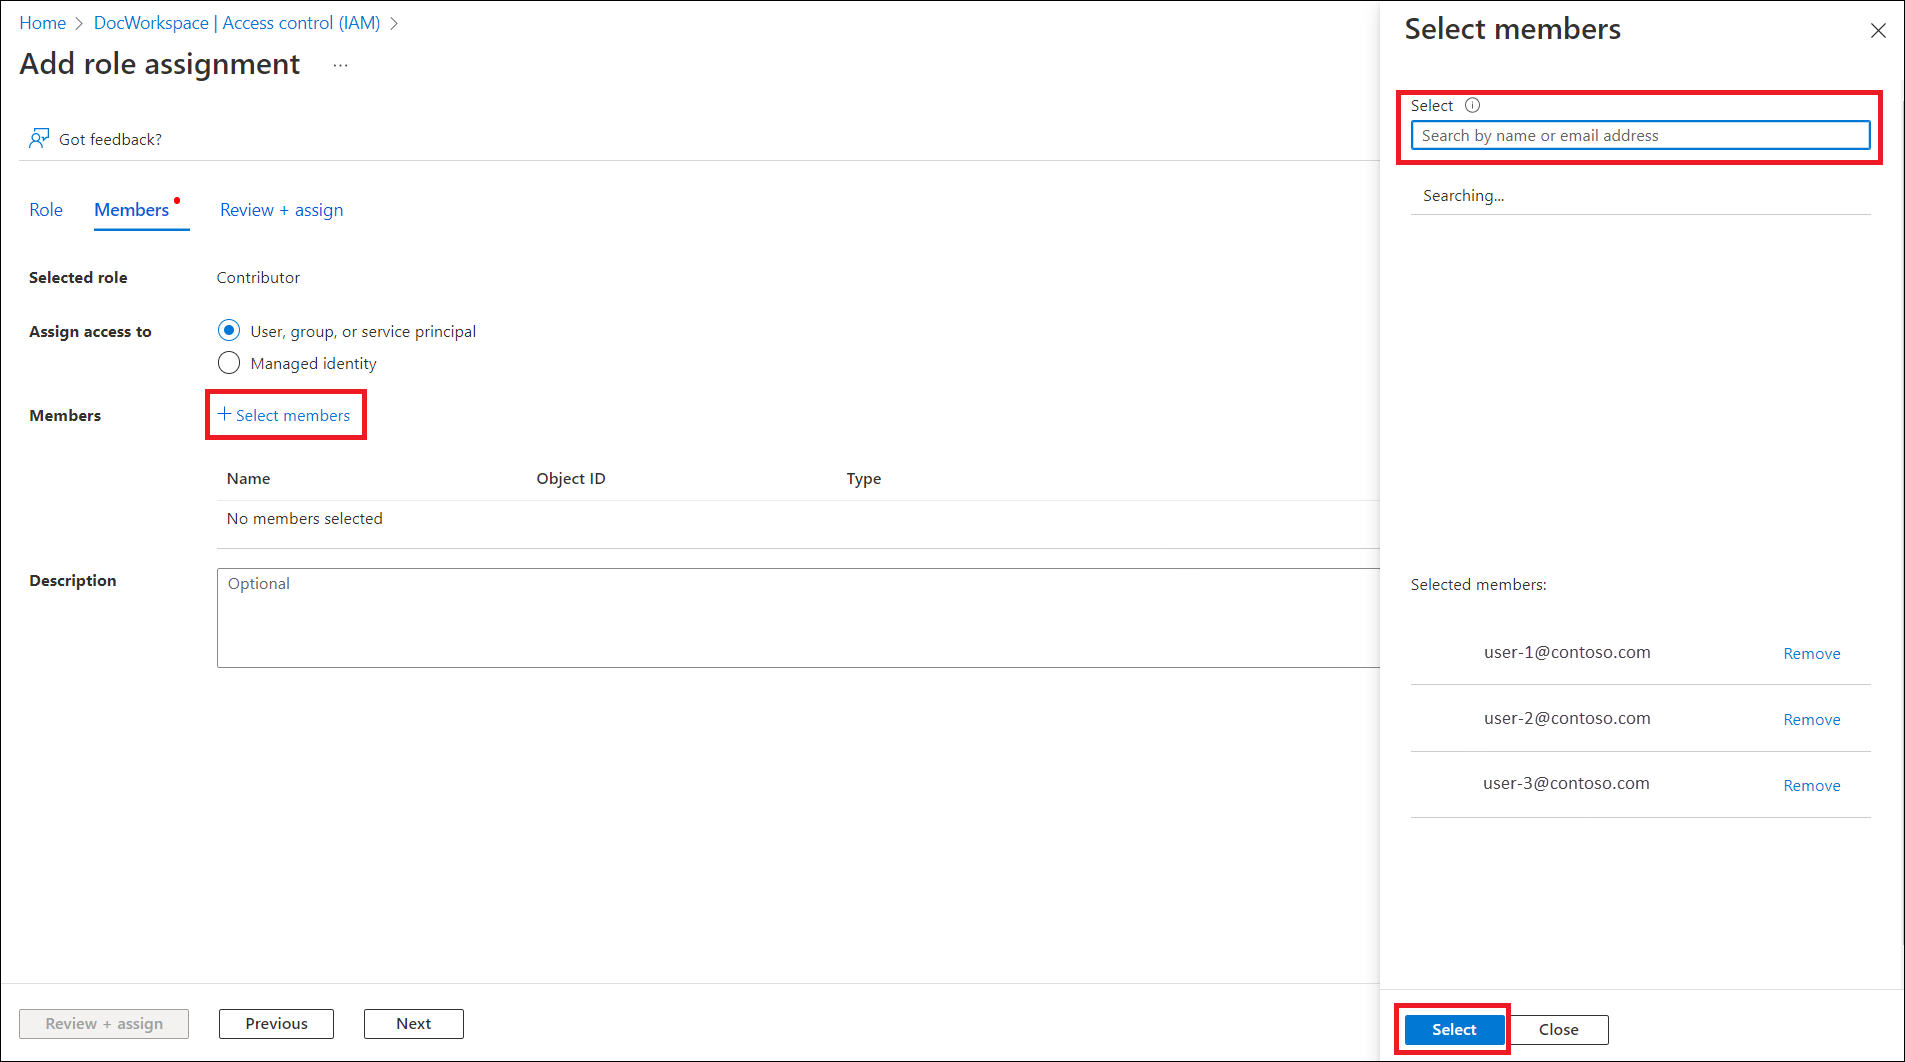 Home > DocWorkspace | Access control (IAM) >
Add role assignment ...
Got feedback?
Role Members Review + assign
Selected role Contributor
Assign access to User, group, or service principal
Managed identity
Members + Select members
Name Object ID Type
No members selected
Description Optional
Review + assign Previous Next
Select members
Select
Search by name or email address
Searching...
Selected members:
user-1@contoso.com Remove
user-2@contoso.com Remove
user-3@contoso.com Remove
Select Close